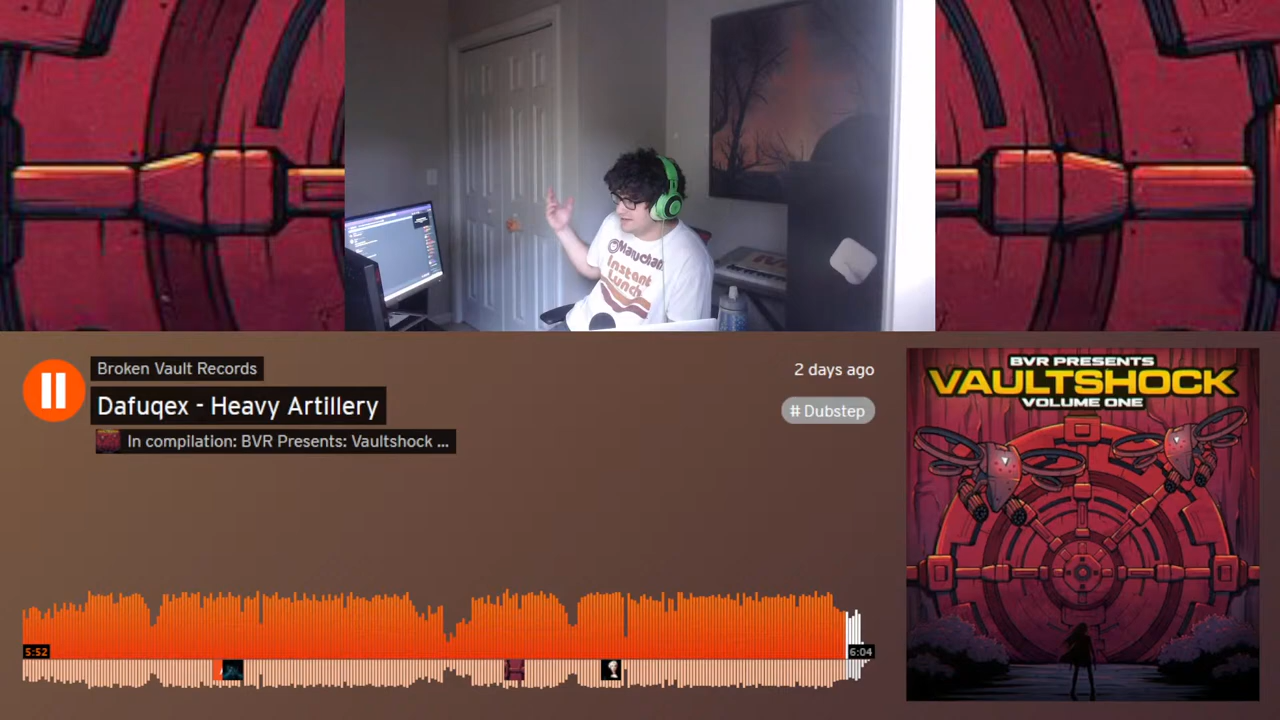 Maruchan
Instant
Lunch
Broken Vault Records
2 days ago
Dafuqex - Heavy Artillery
# Dubstep
In compilation: BVR Presents: Vaultshock ...
5:52
6:04
BVR PRESENTS
VAULTSHOCK
VOLUME ONE